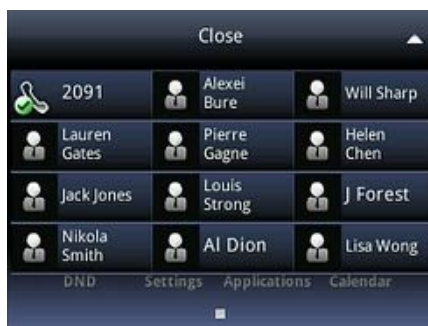 Close
2091
Alexei
Bure
Will Sharp
Lauren
Gates
Pierre
Gagne
Helen
Chen
Jack Jones
Louis
Strong
J Forest
Nikola
Smith
Al Dion
Lisa Wong
DND Settings Applications Calendar